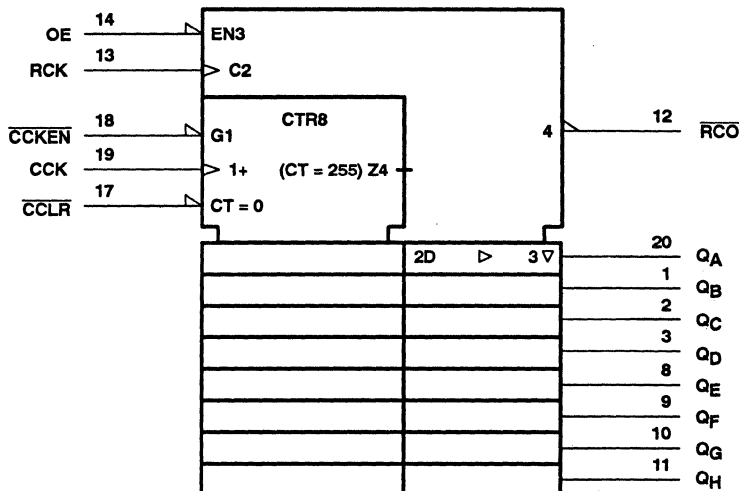 14
OE
EN3
13
RCK
C2
18
CCKEN
G1
CTR8
19
CCK
1+
(CT = 255) Z4
17
CCLR
CT = 0
4
12
RCO
2D
3
20
QA
1
QB
2
QC
3
QD
8
QE
9
QF
10
QG
11
QH